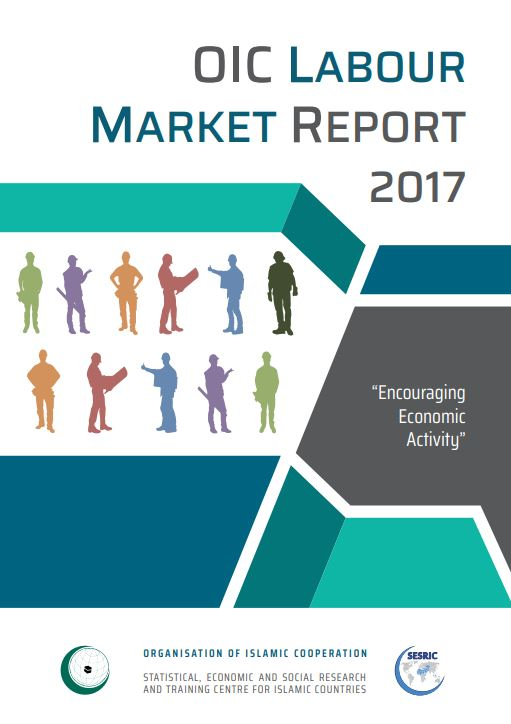 OIC LABOUR
MARKET REPORT
2017
“Encouraging
Economic
Activity”
ORGANISATION OF ISLAMIC COOPERATION
STATISTICAL, ECONOMIC AND SOCIAL RESEARCH
AND TRAINING CENTRE FOR ISLAMIC COUNTRIES
SESRIC